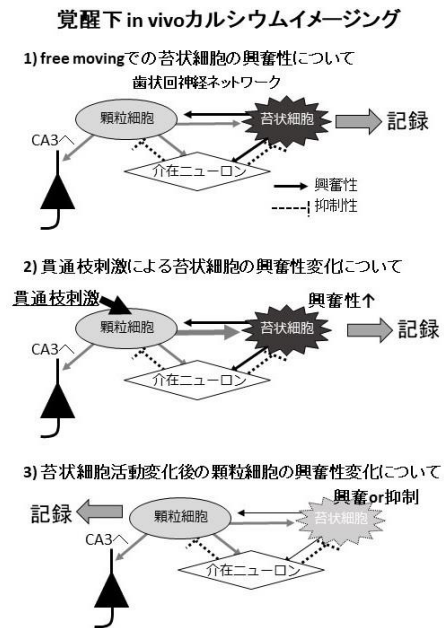 覚醒下 in vivoカルシウムイメージング
1) free movingでの苔状細胞の興奮性について
歯状回神経ネットワーク
顆粒細胞
苔状細胞
記録
CA3へ
介在ニューロン
興奮性
抑制性
2) 貫通枝刺激による苔状細胞の興奮性変化について
貫通枝刺激
興奮性↑
顆粒細胞
苔状細胞
記録
CA3へ
介在ニューロン
3) 苔状細胞活動変化後の顆粒細胞の興奮性変化について
興奮or抑制
記録
顆粒細胞
苔状細胞
CA3へ
介在ニューロン